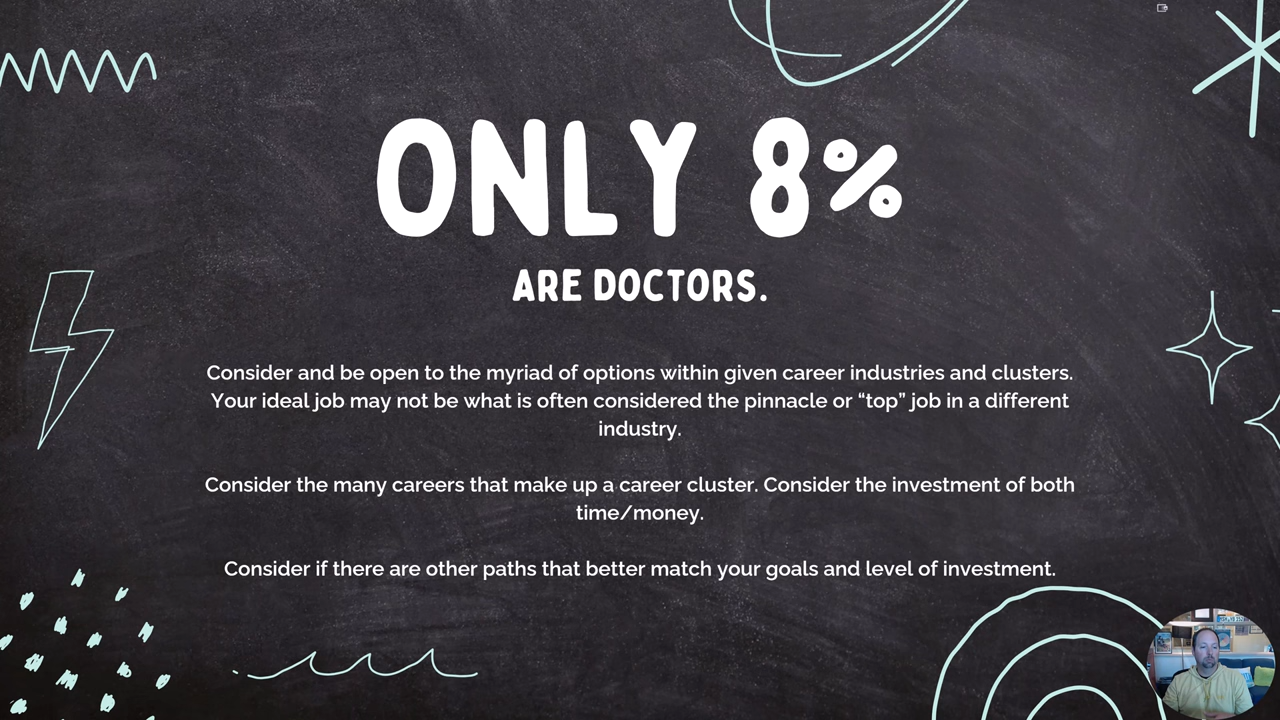 ONLY 8%
ARE DOCTORS.
Consider and be open to the myriad of options within given career industries and clusters.
Your ideal job may not be what is often considered the pinnacle or “top” job in a different
industry.
Consider the many careers that make up a career cluster. Consider the investment of both
time/money.
Consider if there are other paths that better match your goals and level of investment.